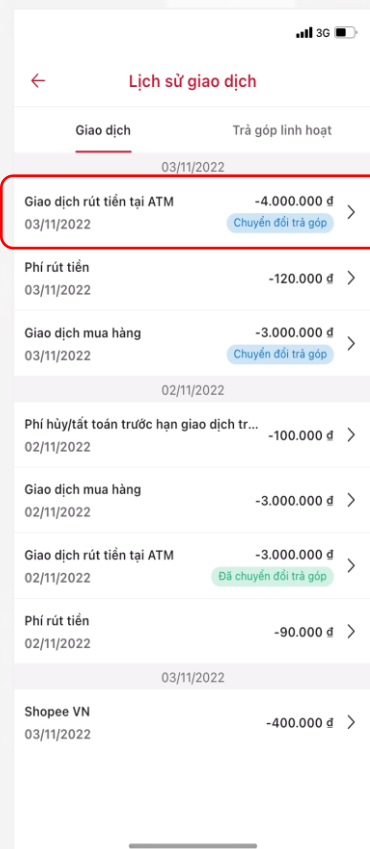 3G
Lịch sử giao dịch
Giao dịch
Trả góp linh hoạt
03/11/2022
Giao dịch rút tiền tại ATM
-4.000.000 ₫
03/11/2022
Chuyển đổi trả góp
Phí rút tiền
-120.000 ₫
03/11/2022
Giao dịch mua hàng
-3.000.000 ₫
03/11/2022
Chuyển đổi trả góp
02/11/2022
Phí hủy/tất toán trước hạn giao dịch tr...
-100.000 ₫
02/11/2022
Giao dịch mua hàng
-3.000.000 ₫
02/11/2022
Giao dịch rút tiền tại ATM
-3.000.000 ₫
02/11/2022
Đã chuyển đổi trả góp
Phí rút tiền
-90.000 ₫
02/11/2022
03/11/2022
Shopee VN
-400.000 ₫
03/11/2022